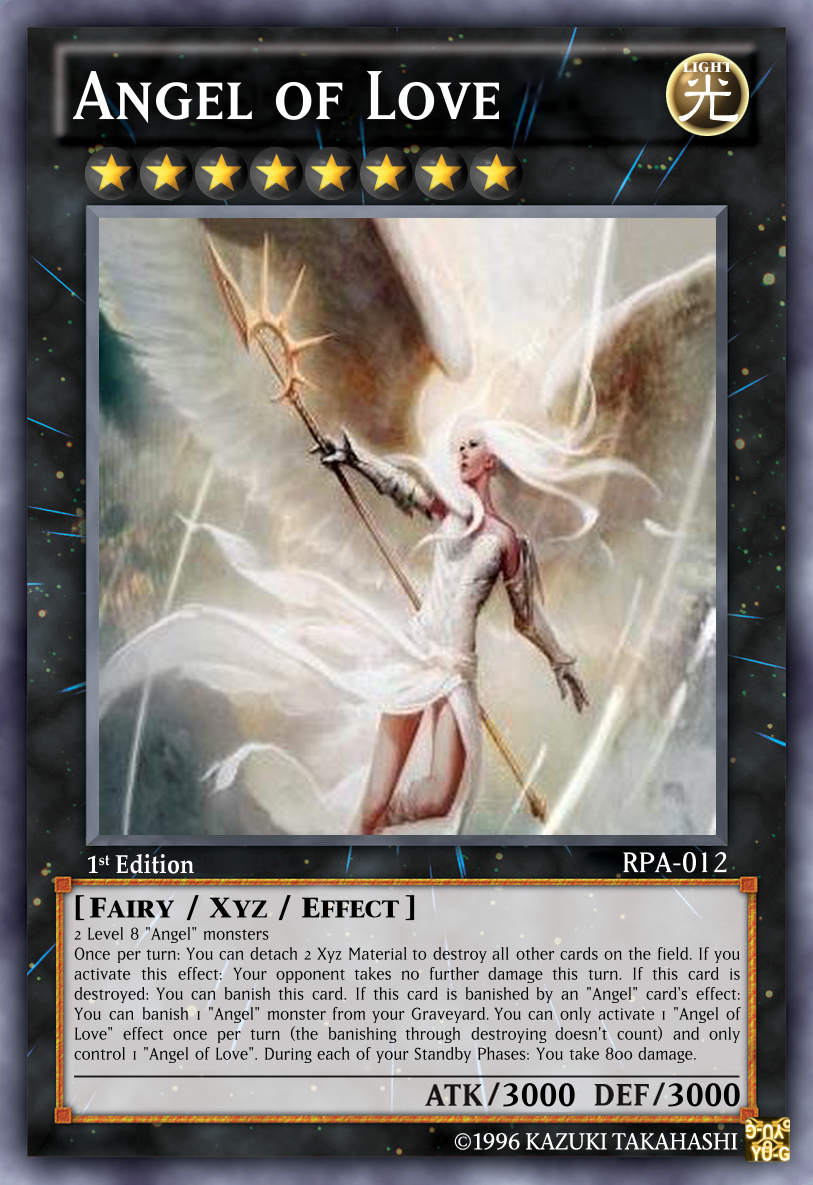 Angel of Love
LIGHT
光
1st Edition
RPA-012
[ Fairy / Xyz / Effect ]
2 Level 8 "Angel" monsters
Once per turn: You can detach 2 Xyz Material to destroy all other cards on the field. If you
activate this effect: Your opponent takes no further damage this turn. If this card is
destroyed: You can banish this card. If this card is banished by an "Angel" card's effect:
You can banish 1 "Angel" monster from your Graveyard. You can only activate 1 "Angel of
Love" effect once per turn (the banishing through destroying doesn't count) and only
control 1 "Angel of Love". During each of your Standby Phases: You take 800 damage.
ATK/3000 DEF/3000
©1996 KAZUKI TAKAHASHI